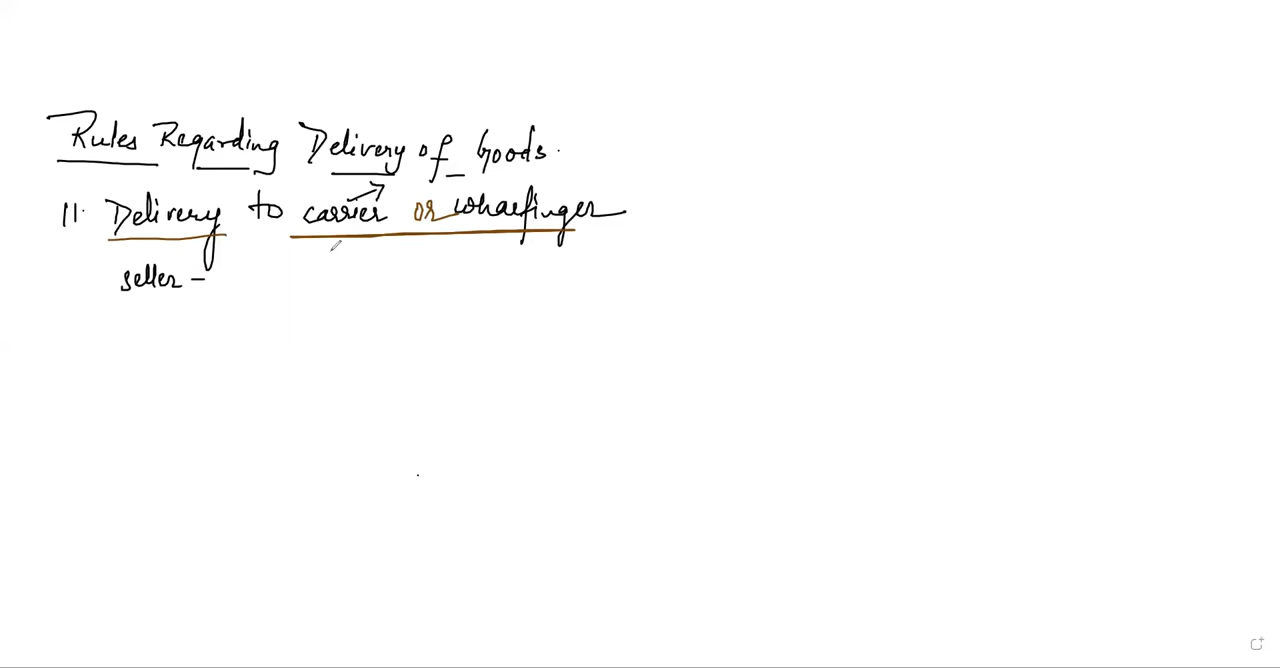 Rules Regarding Delivery of Goods.
11. Delivery to carrier or wharfinger
seller -